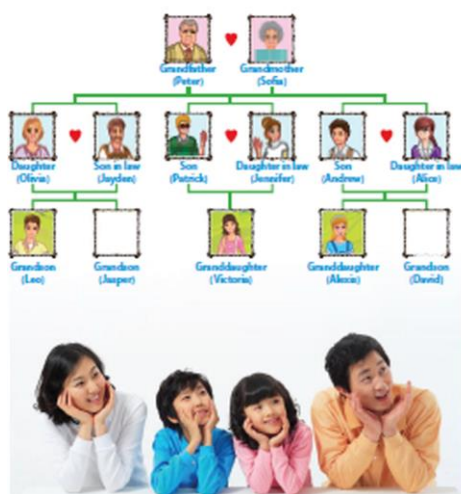 Grandfather Grandmother
(Peter) (Sofia)
Daughter Son in law Son Daughter in law Son Daughter in law
(Olivia) (Jayden) (Patrick) (Jennifer) (Andrew) (Alice)
Grandson Grandson Granddaughter Granddaughter Grandson
(Leo) (Jasper) (Victoria) (Alexis) (David)